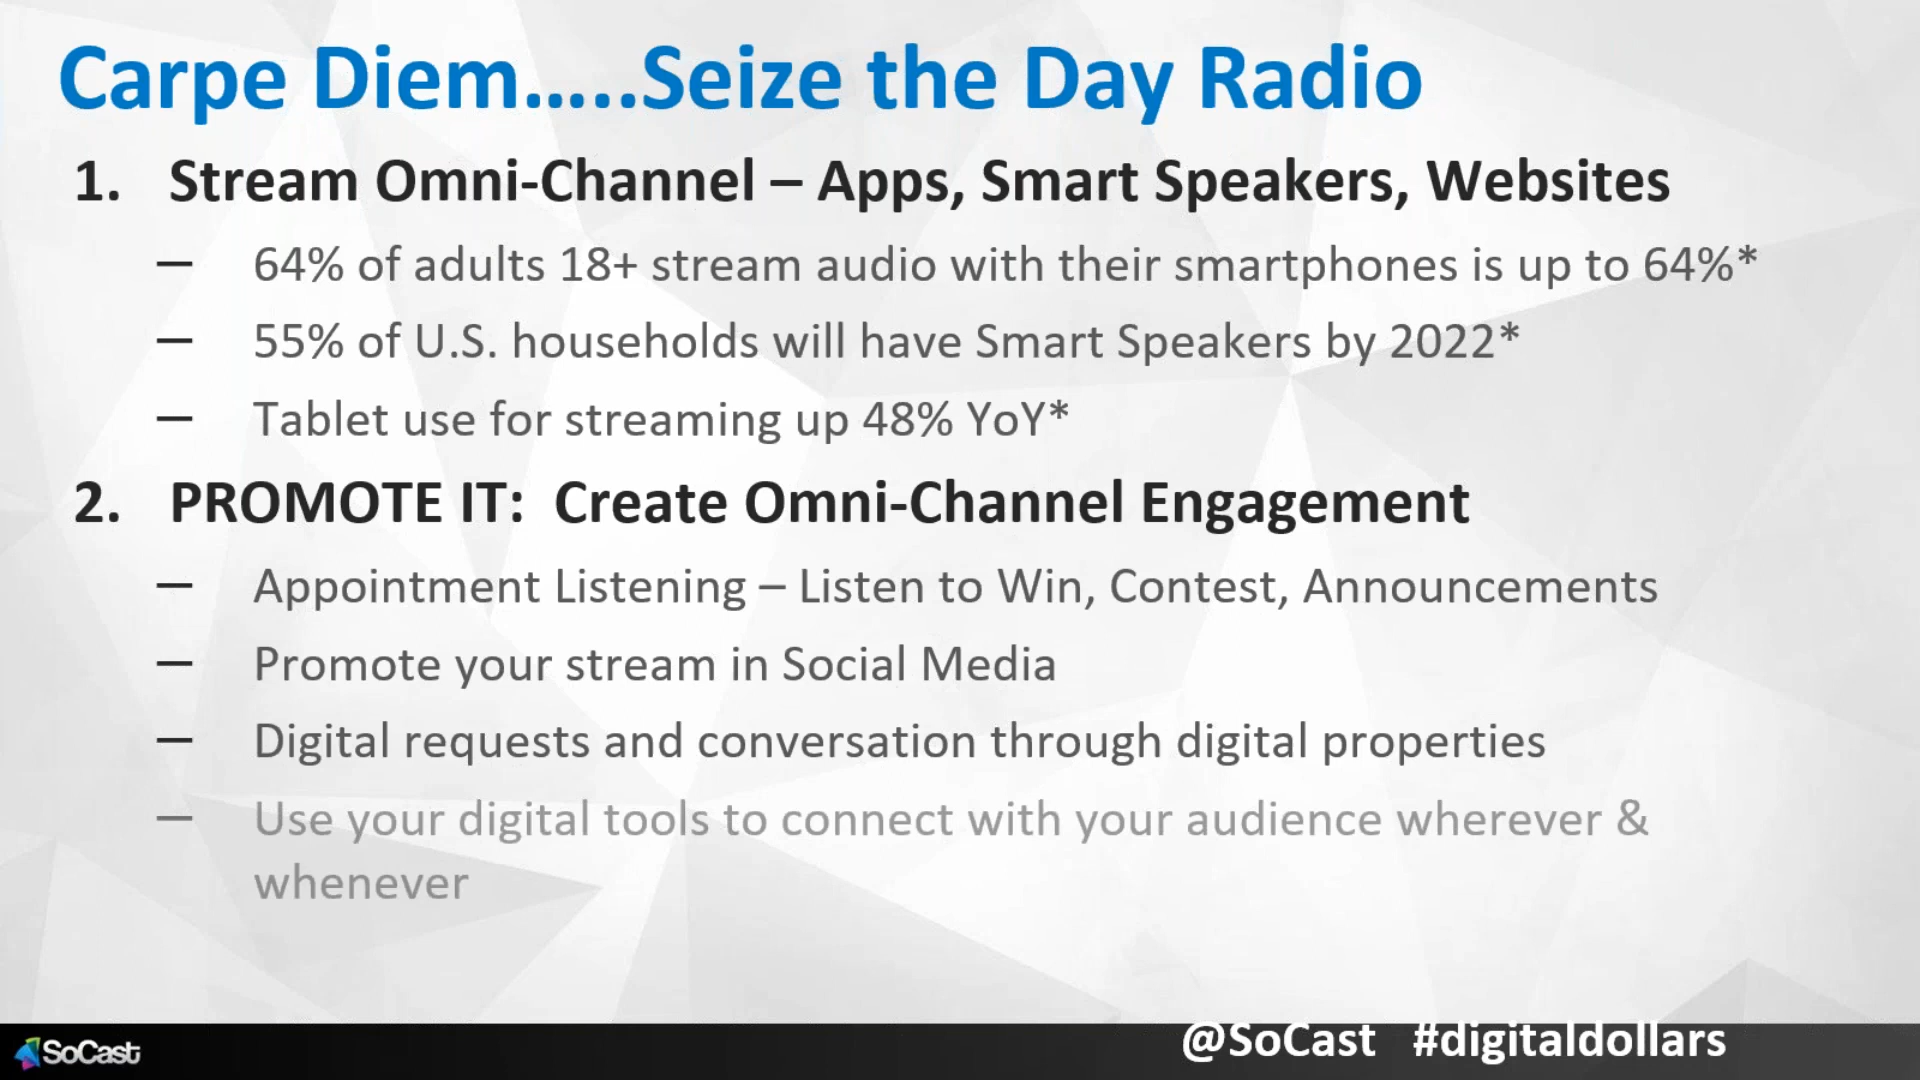 Carpe Diem.....Seize the Day Radio
1. Stream Omni-Channel – Apps, Smart Speakers, Websites
– 64% of adults 18+ stream audio with their smartphones is up to 64%*
– 55% of U.S. households will have Smart Speakers by 2022*
– Tablet use for streaming up 48% YoY*
2. PROMOTE IT:  Create Omni-Channel Engagement
– Appointment Listening – Listen to Win, Contest, Announcements
– Promote your stream in Social Media
– Digital requests and conversation through digital properties
– Use your digital tools to connect with your audience wherever &
whenever
SoCast
@SoCast #digitaldollars